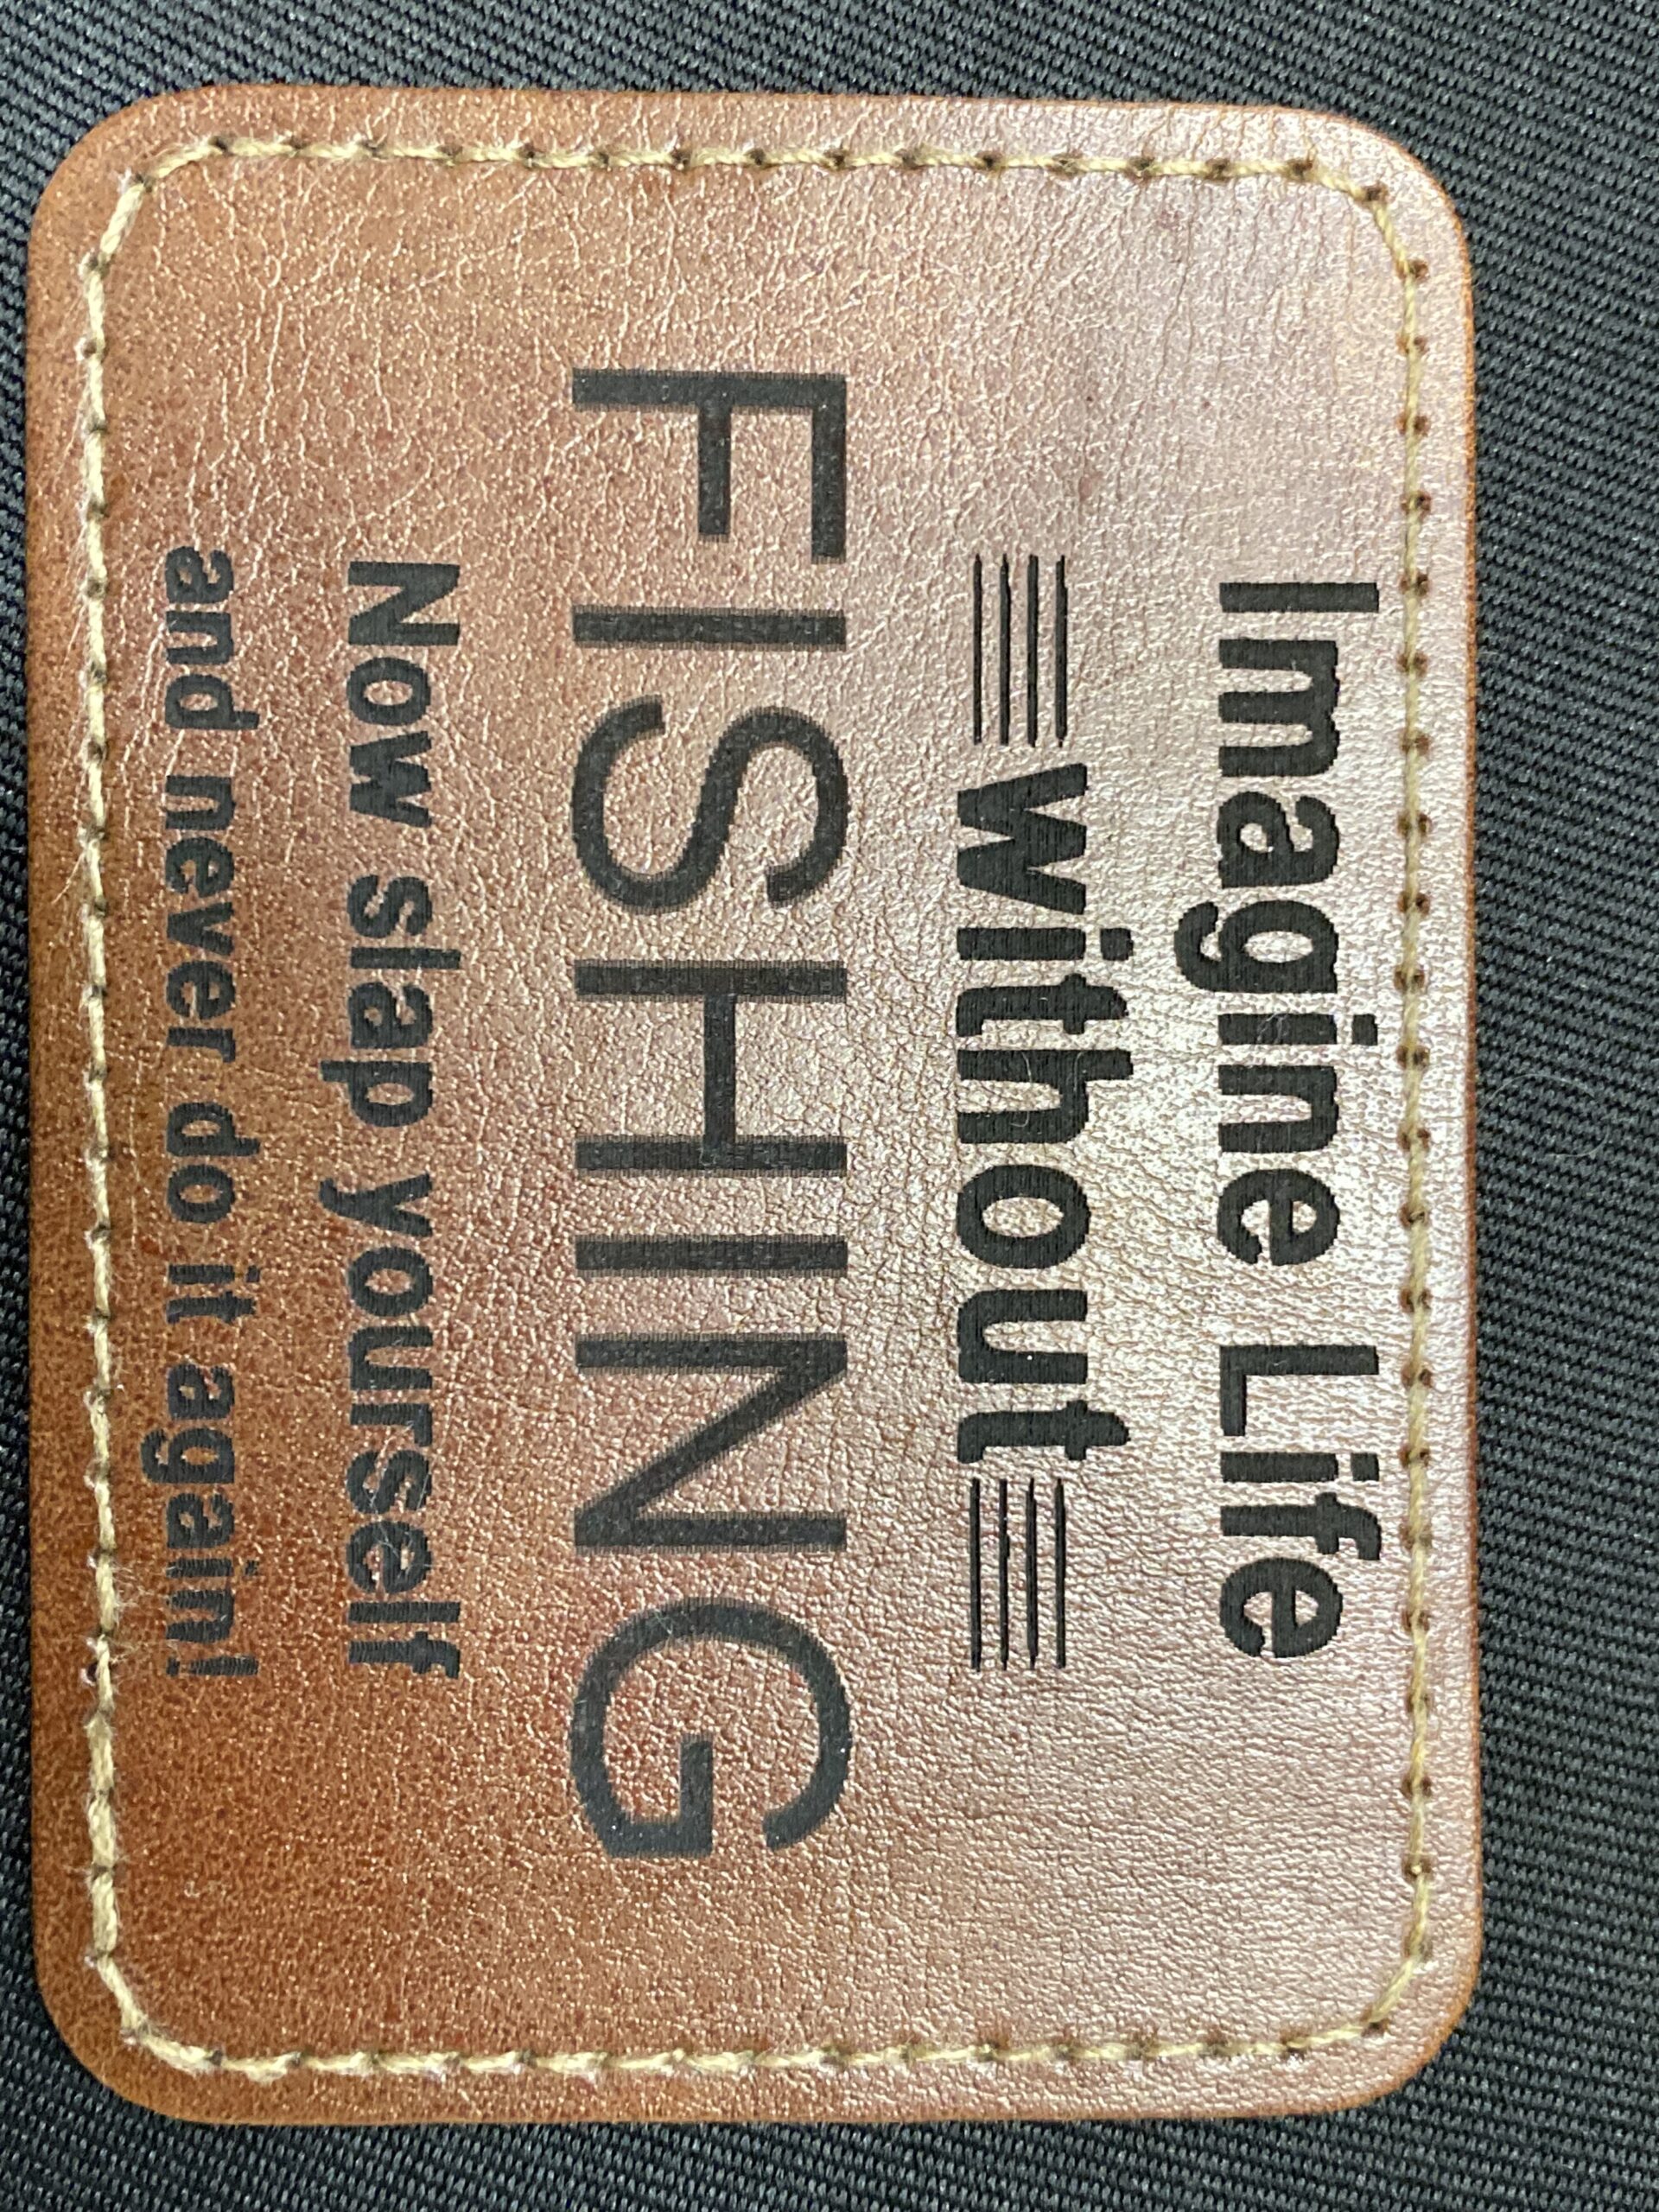 Imagine Life
without
FISHING
Now slap yourself
and never do it again!